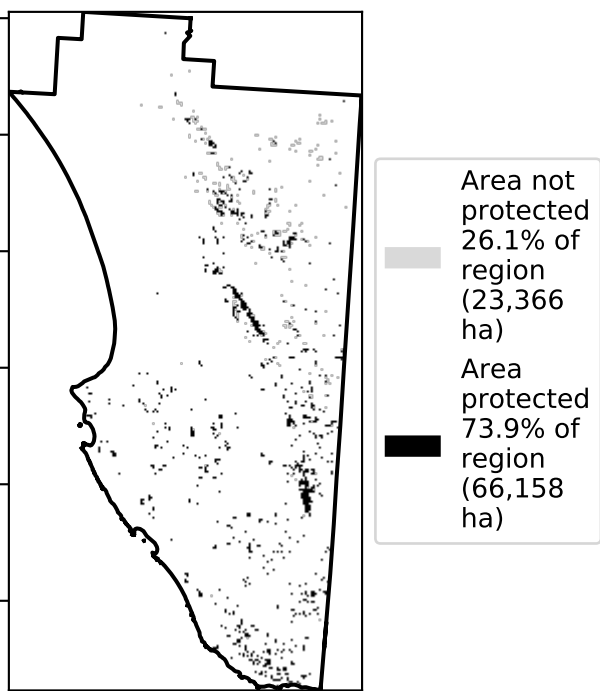 Area not
protected
26.1% of
region
(23,366
ha)
Area
protected
73.9% of
region
(66,158
ha)